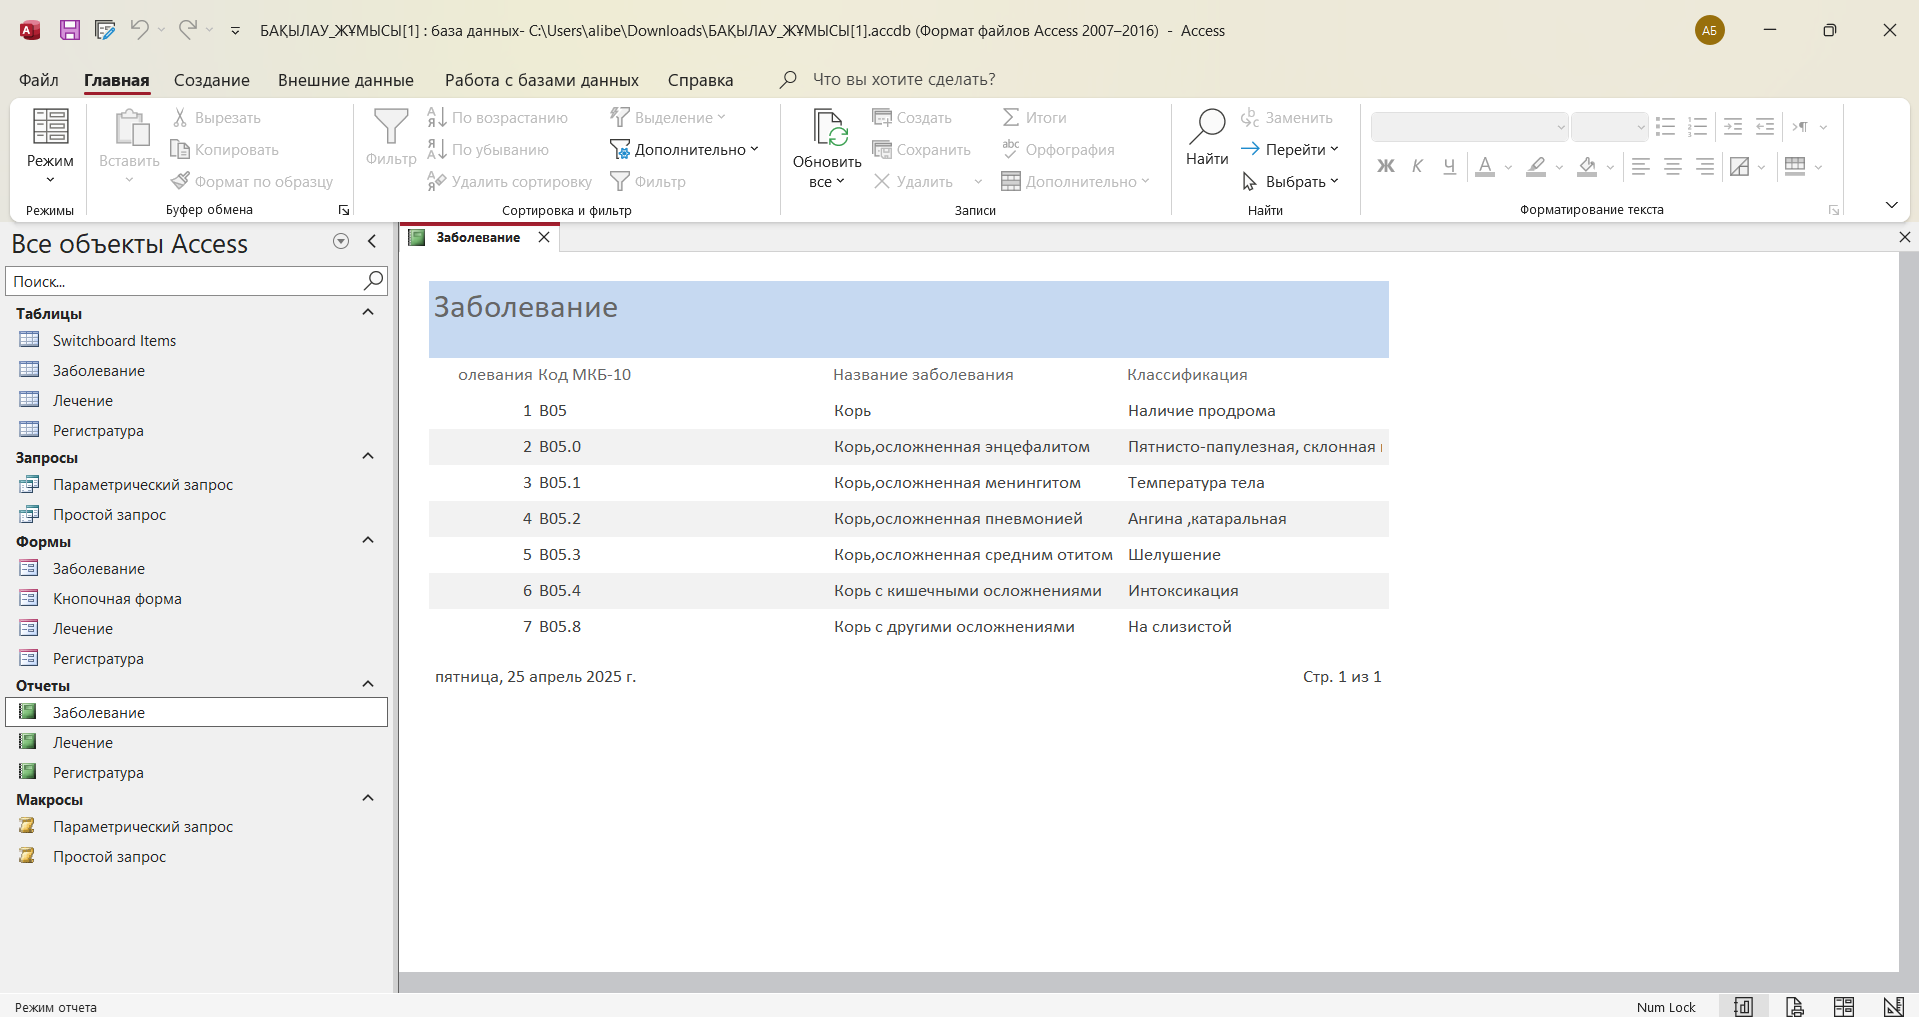 БАҚЫЛАУ_ЖҰМЫСЫ[1] : база данных- C:\Users\alibe\Downloads\БАҚЫЛАУ_ЖҰМЫСЫ[1].accdb (Формат файлов Access 2007–2016) - Access
АБ
Файл Главная Создание Внешние данные Работа с базами данных Справка Что вы хотите сделать?
Режим
Режимы
Вставить
Вырезать
Копировать
Формат по образцу
Буфер обмена
Фильтр
По возрастанию
По убыванию
Удалить сортировку
Выделение
Дополнительно
Фильтр
Сортировка и фильтр
Обновить
все
Создать
Сохранить
Удалить
Итоги
Орфография
Дополнительно
Записи
Найти
Заменить
Перейти
Выбрать
Найти
Ж К Ч А
Форматирование текста
Все объекты Access
Поиск...
Таблицы
Switchboard Items
Заболевание
Лечение
Регистратура
Запросы
Параметрический запрос
Простой запрос
Формы
Заболевание
Кнопочная форма
Лечение
Регистратура
Отчеты
Заболевание
Лечение
Регистратура
Макросы
Параметрический запрос
Простой запрос
Заболевание
Заболевание
олевания Код МКБ-10 Название заболевания Классификация
1 B05 Корь Наличие продрома
2 B05.0 Корь,осложненная энцефалитом Пятнисто-папулезная, склонная
3 B05.1 Корь,осложненная менингитом Температура тела
4 B05.2 Корь,осложненная пневмонией Ангина ,катаральная
5 B05.3 Корь,осложненная средним отитом Шелушение
6 B05.4 Корь с кишечными осложнениями Интоксикация
7 B05.8 Корь с другими осложнениями На слизистой
пятница, 25 апрель 2025 г. Стр. 1 из 1
Режим отчета Num Lock